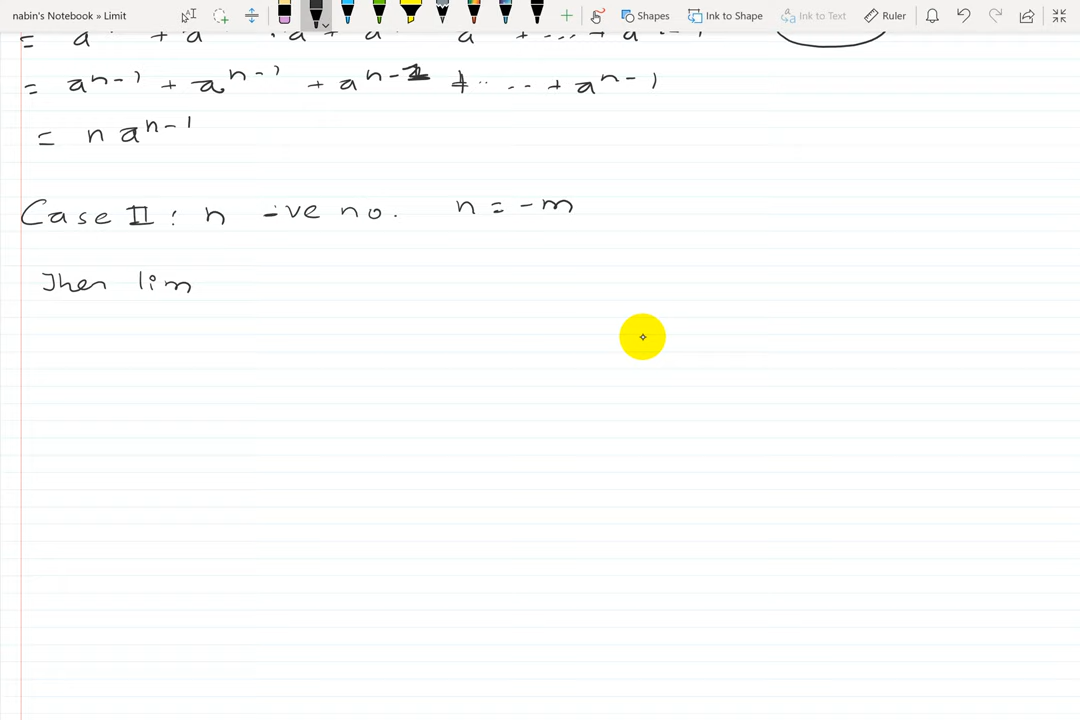 nabin's Notebook » Limit Shapes Ink to Shape Ink to Text Ruler
= a^{n-1} + a^{n-1} + a^{n-1} + ... + a^{n-1}
= n a^{n-1}
Case II : n -ive no. n = -m
Then lim